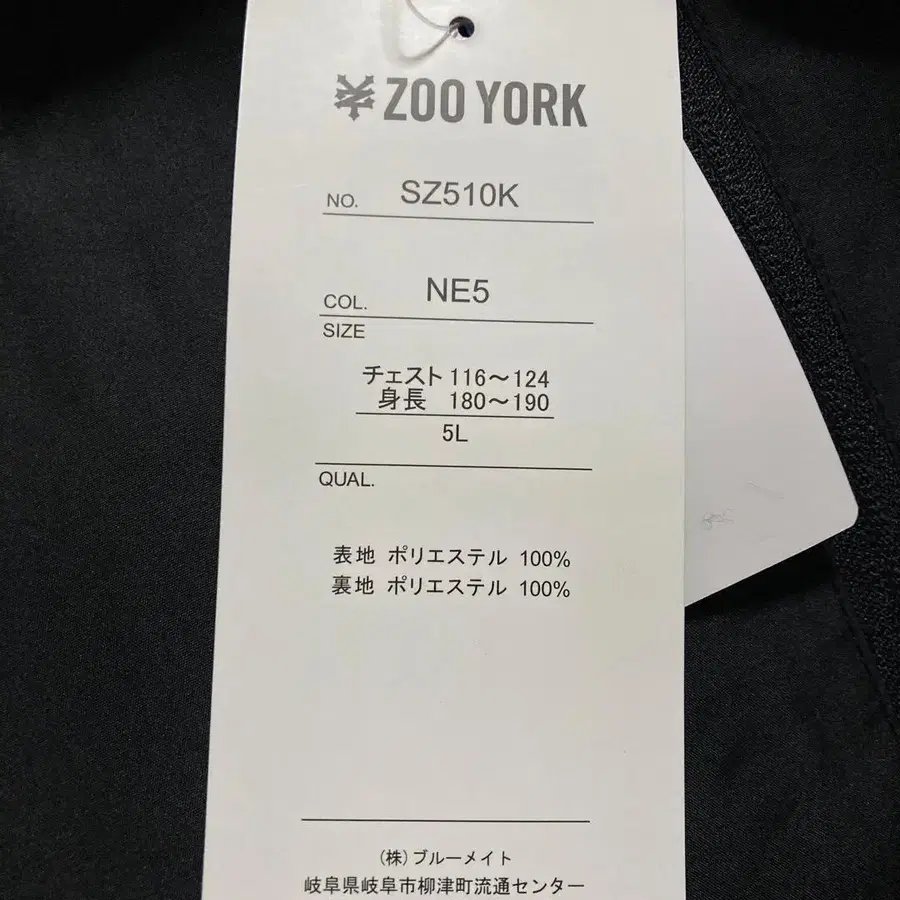 ZOO YORK
NO. SZ510K
COL. NE5
SIZE
チェスト 116～124
身長 180～190
5L
QUAL.
表地 ポリエステル 100%
裏地 ポリエステル 100%
(株)ブルーメイト
岐阜県岐阜市柳津町流通センター